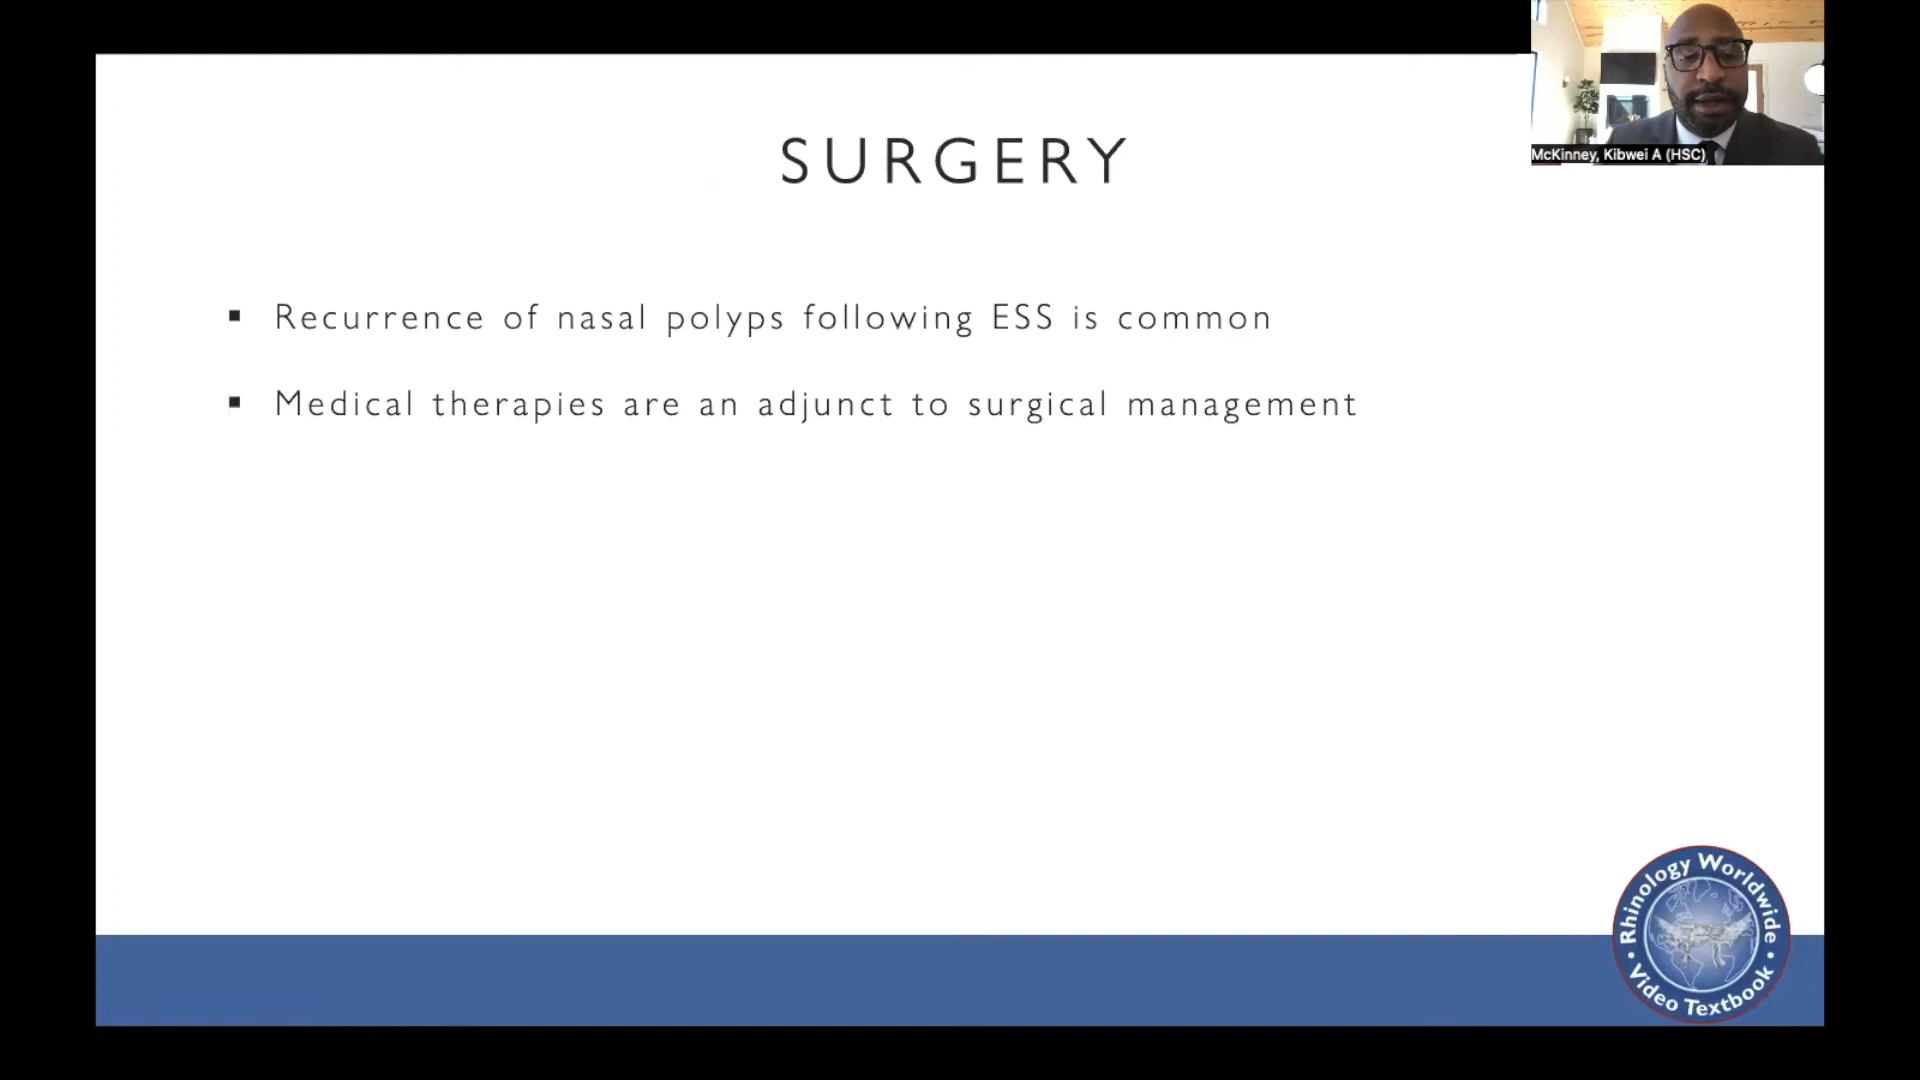 McKinney, Kibwei A (HSC)
SURGERY
▪ Recurrence of nasal polyps following ESS is common
▪ Medical therapies are an adjunct to surgical management
Rhinology Worldwide
• Video Textbook •